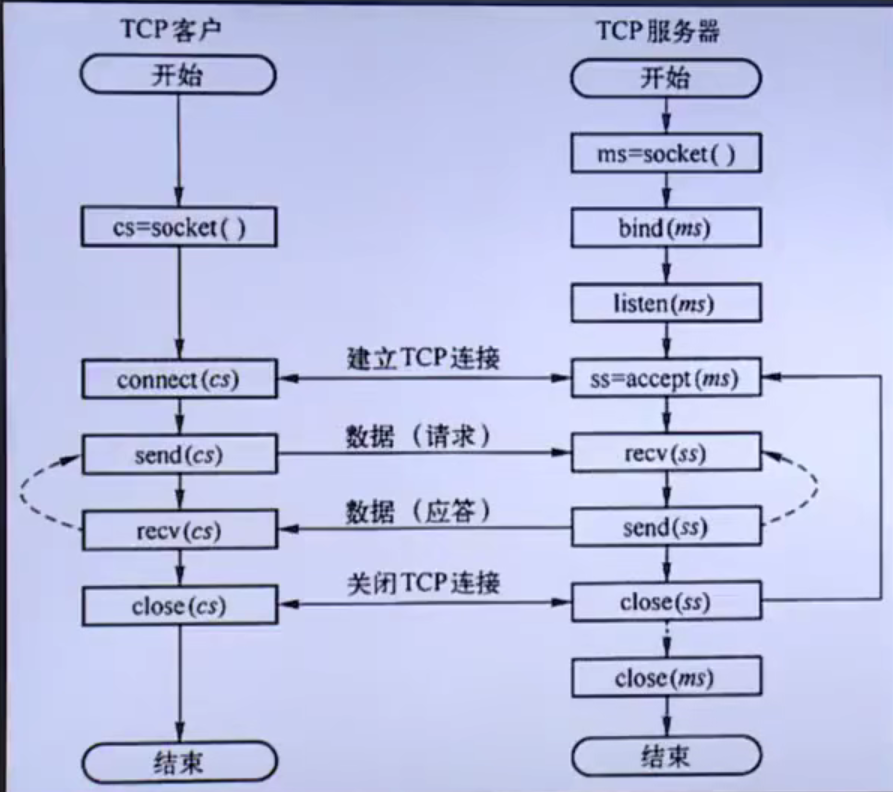 TCP客户
TCP服务器
开始
开始
ms=socket( )
cs=socket( )
bind(ms)
listen(ms)
建立TCP连接
connect(cs)
ss=accept(ms)
数据（请求）
send(cs)
recv(ss)
数据（应答）
recv(cs)
send(ss)
关闭TCP连接
close(cs)
close(ss)
close(ms)
结束
结束